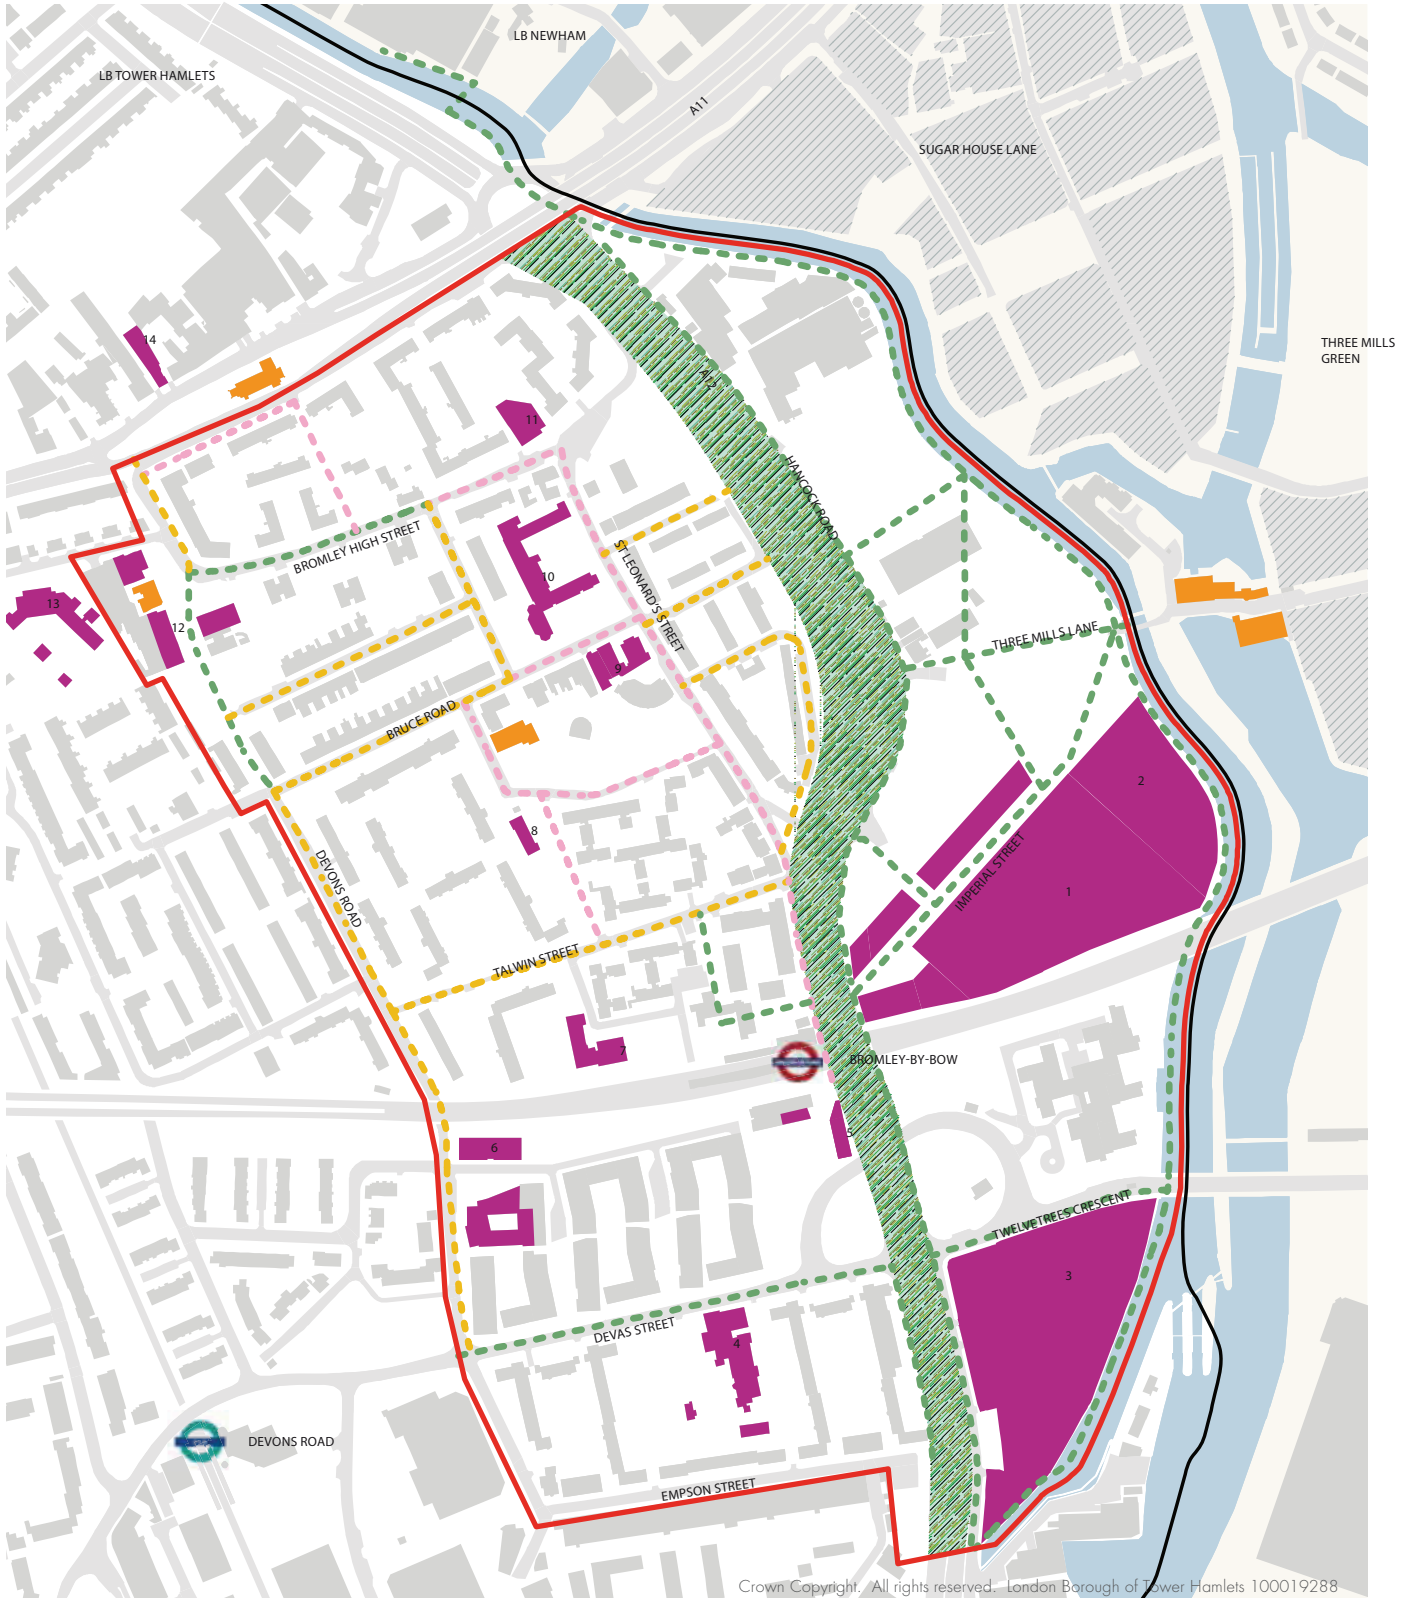 LB NEWHAM
LB TOWER HAMLETS
A11
SUGAR HOUSE LANE
THREE MILLS
GREEN
14
A12
11
HANCOCK ROAD
BROMLEY HIGH STREET
ST LEONARD'S STREET
10
13
12
THREE MILLS LANE
9
BRUCE ROAD
2
8
IMPERIAL STREET
1
DEVONS ROAD
TALWIN STREET
7
BROMLEY-BY-BOW
5
6
TWELVETREES CRESCENT
3
DEVAS STREET
4
DEVONS ROAD
EMPSON STREET
Crown Copyright. All rights reserved. London Borough of Tower Hamlets 100019288